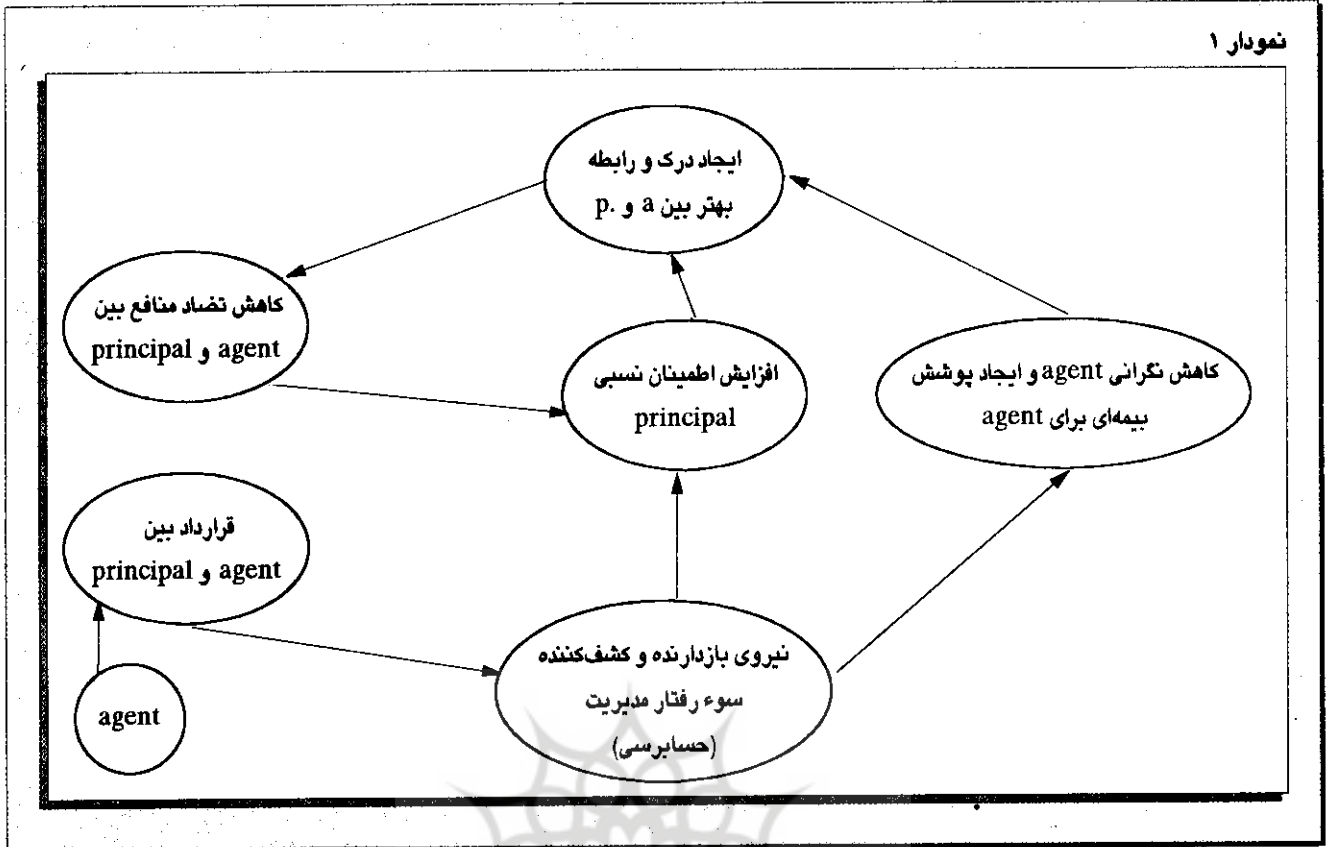 نمودار ۱
ایجاد درک و رابطه
بهتر بین a و p.
کاهش تضاد منافع بین
principal و agent
افزایش اطمینان نسبی
principal
کاهش نگرانی agent و ایجاد پوشش
بیمه‌ای برای agent
قرارداد بین
principal و agent
نیروی بازدارنده و کشف‌کننده
سوء رفتار مدیریت
(حسابرسی)
agent